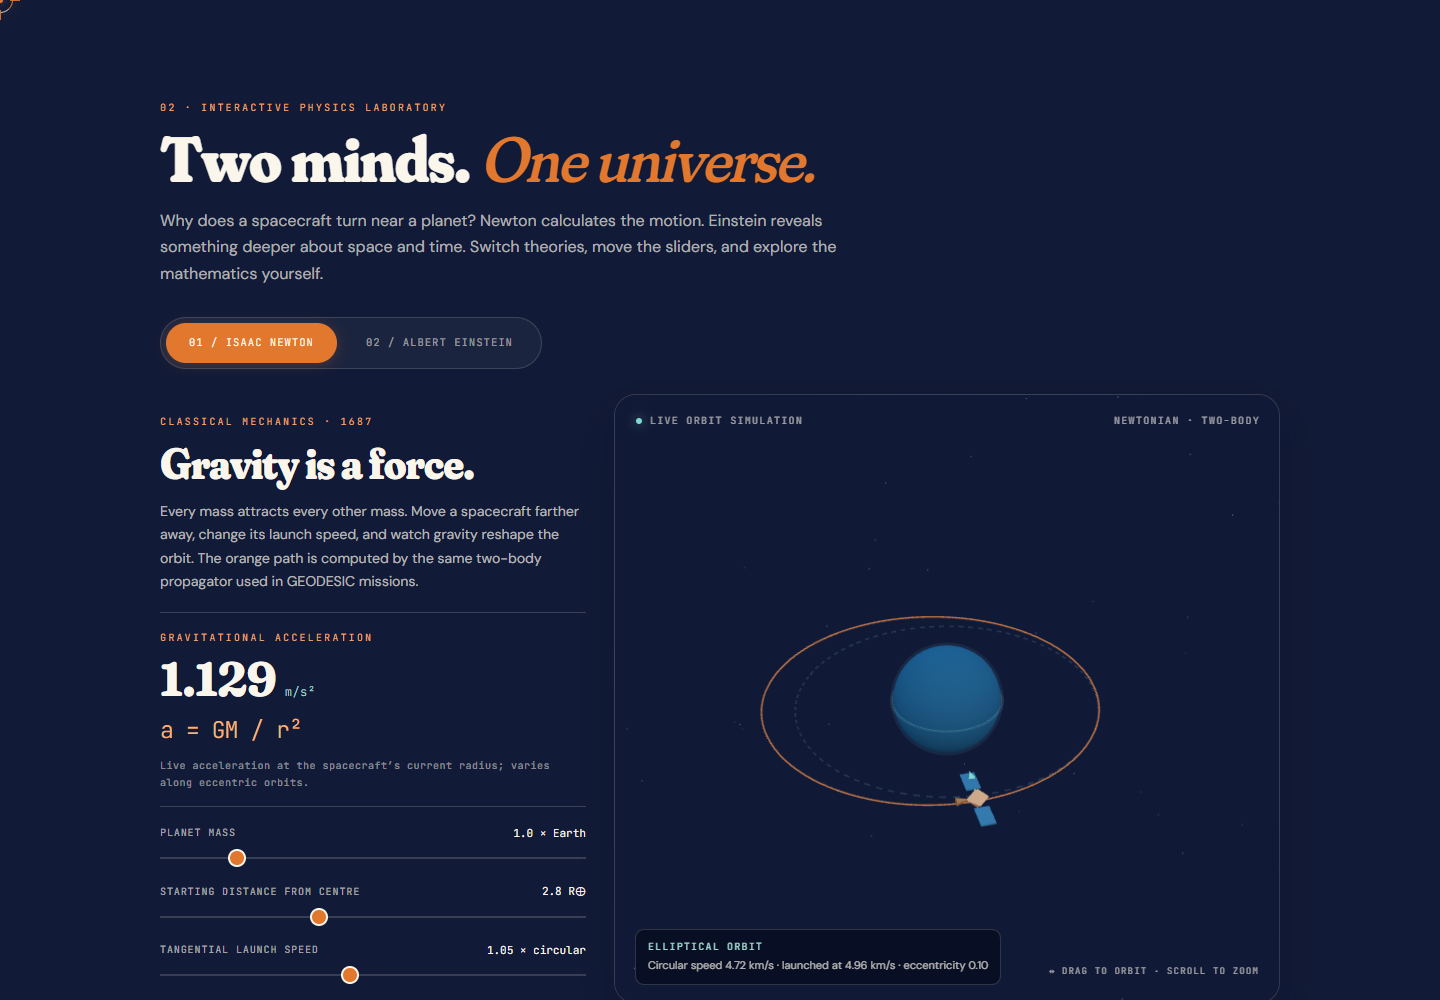 02 · INTERACTIVE PHYSICS LABORATORY
Two minds. One universe.
Why does a spacecraft turn near a planet? Newton calculates the motion. Einstein reveals
something deeper about space and time. Switch theories, move the sliders, and explore the
mathematics yourself.
01 / ISAAC NEWTON
02 / ALBERT EINSTEIN
CLASSICAL MECHANICS · 1687
Gravity is a force.
Every mass attracts every other mass. Move a spacecraft farther
away, change its launch speed, and watch gravity reshape the
orbit. The orange path is computed by the same two-body
propagator used in GEODESIC missions.
GRAVITATIONAL ACCELERATION
1.129 m/s²
a = GM / r²
Live acceleration at the spacecraft’s current radius; varies
along eccentric orbits.
PLANET MASS 1.0 × Earth
STARTING DISTANCE FROM CENTRE 2.8 R⊕
TANGENTIAL LAUNCH SPEED 1.05 × circular
LIVE ORBIT SIMULATION
NEWTONIAN · TWO-BODY
ELLIPTICAL ORBIT
Circular speed 4.72 km/s · launched at 4.96 km/s · eccentricity 0.10
DRAG TO ORBIT · SCROLL TO ZOOM